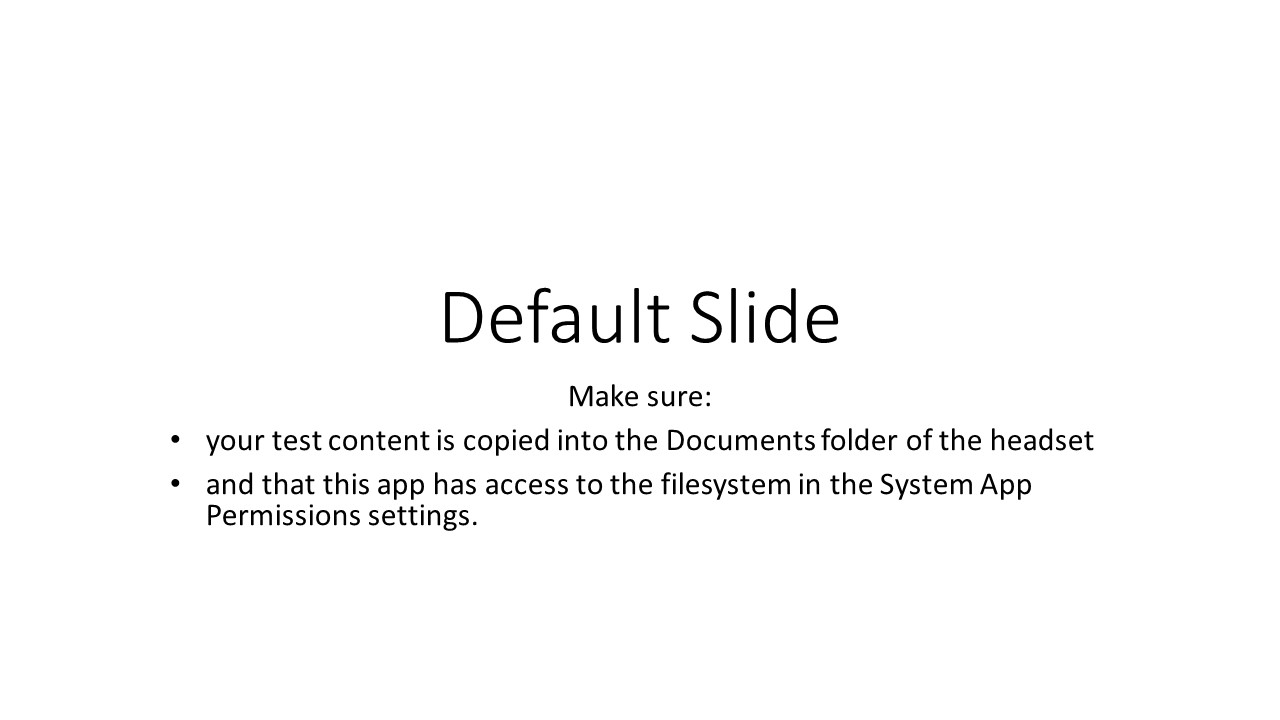 Default Slide
Make sure:
• your test content is copied into the Documents folder of the headset
• and that this app has access to the filesystem in the System App
Permissions settings.